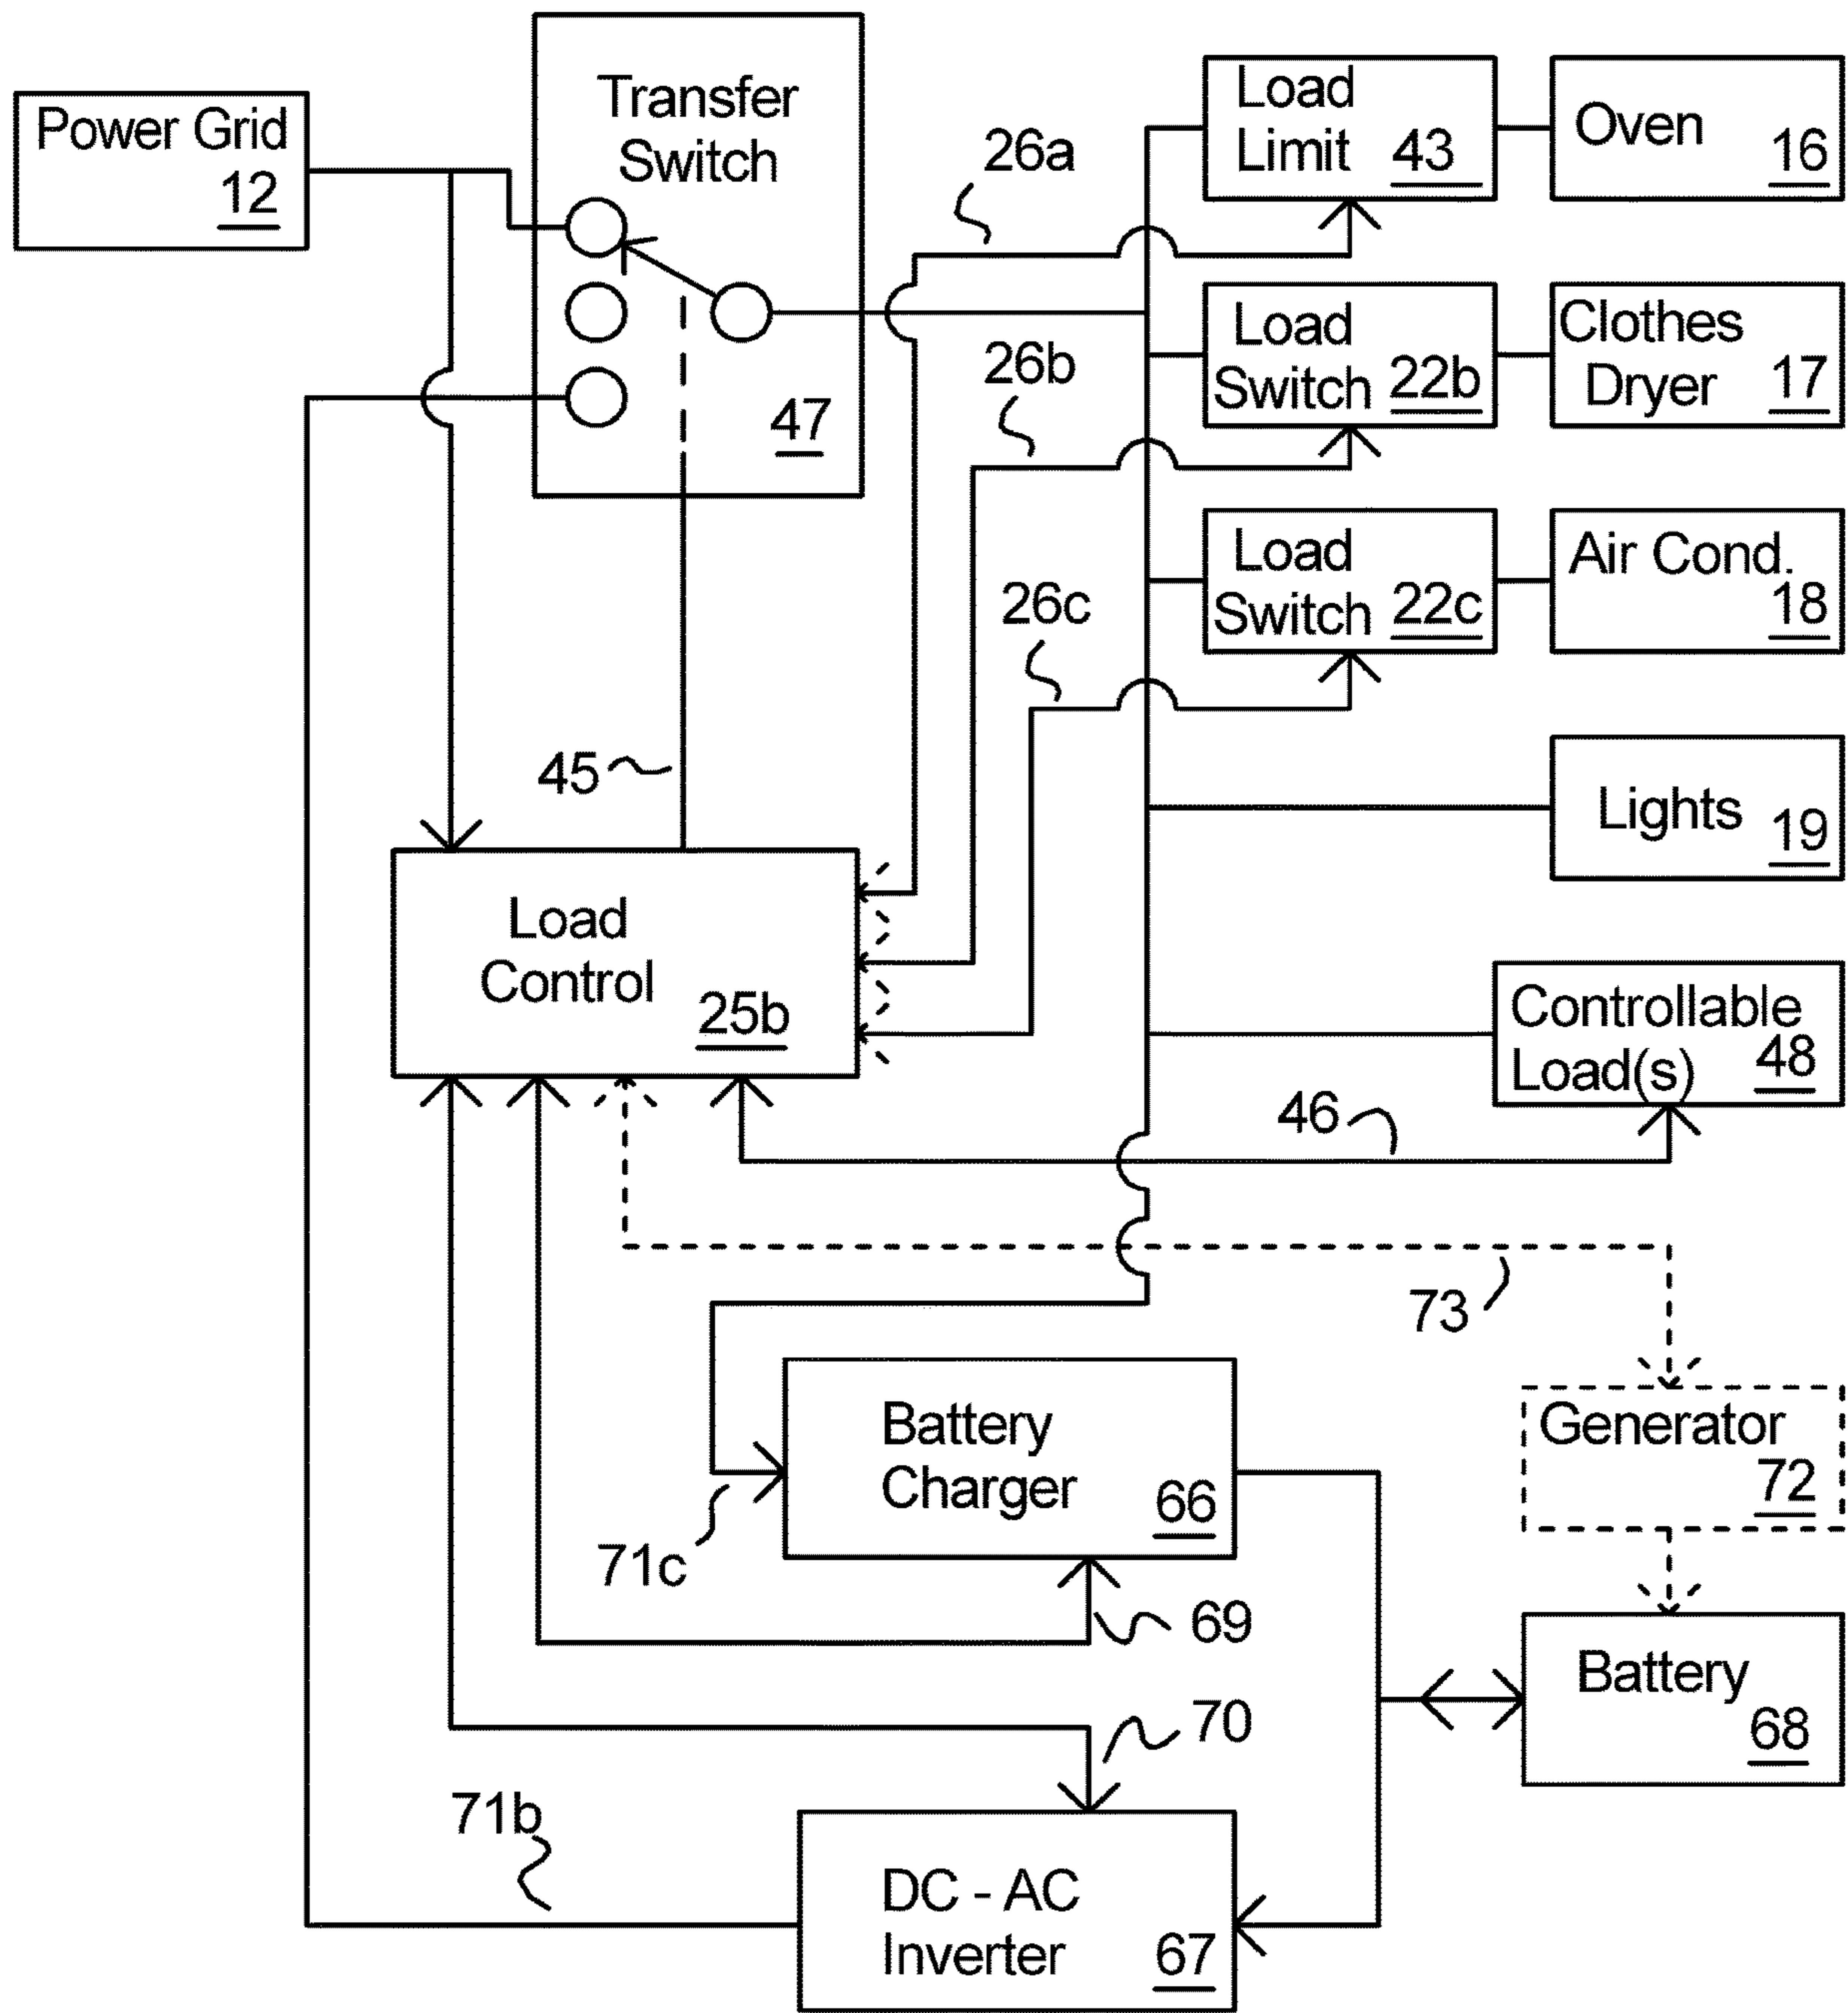 Power Grid
12
Transfer
Switch
47
Load
Limit 43
Oven
16
26a
Load
Switch 22b
Clothes
Dryer 17
26b
Load
Switch 22c
Air Cond.
18
26c
45
Lights 19
Load
Control
25b
Controllable
Load(s) 48
46
73
Battery
Charger
66
Generator
72
71c
69
Battery
68
70
71b
DC - AC
Inverter 67